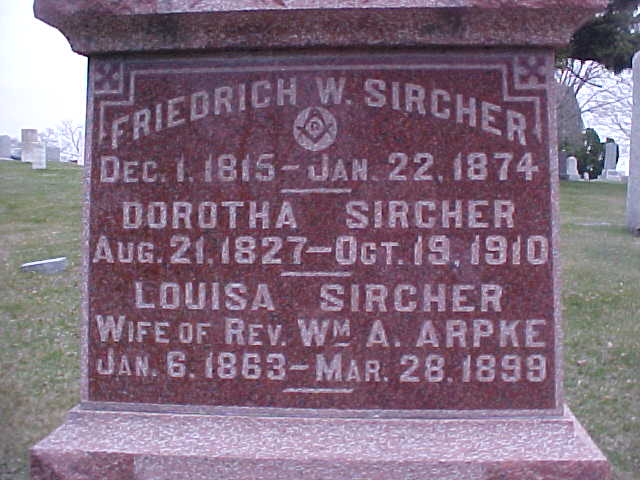 FRIEDRICH W. SIRCHER
G
DEC. 1. 1815 – JAN. 22, 1874
DOROTHA SIRCHER
AUG. 21, 1827 – OCT. 19, 1910
LOUISA SIRCHER
WIFE OF REV. WM A. ARPKE
JAN. 6. 1863 – MAR. 28. 1899